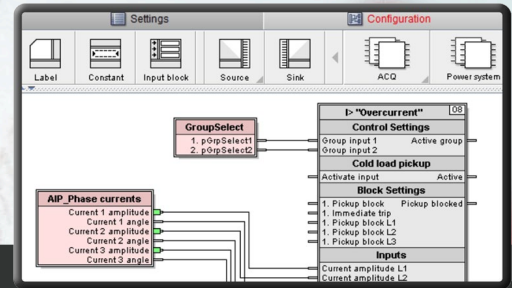 Settings
Configuration
Label
Constant
Input block
Source
Sink
ACQ
Power system
GroupSelect
1. pGrpSelect1
2. pGrpSelect2
I> "Overcurrent"
08
Control Settings
Group input 1
Active group
Group input 2
Cold load pickup
Activate input
Active
Block Settings
1. Pickup block
Pickup blocked
1. Immediate trip
1. Pickup block L1
1. Pickup block L2
1. Pickup block L3
Inputs
Current amplitude L1
Current amplitude L2
AIP_Phase currents
Current 1 amplitude
Current 1 angle
Current 2 amplitude
Current 2 angle
Current 3 amplitude
Current 3 angle